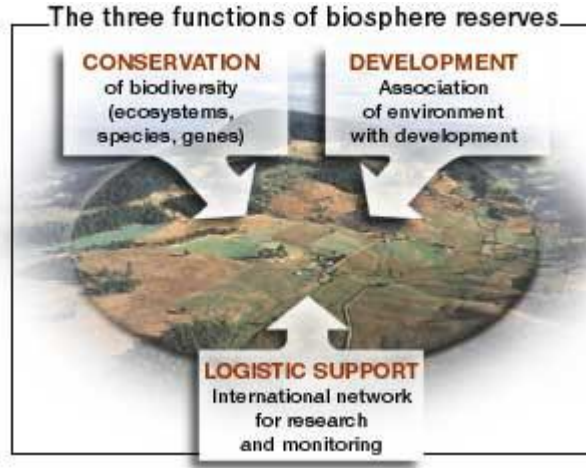 The three functions of biosphere reserves
CONSERVATION
of biodiversity
(ecosystems,
species, genes)
DEVELOPMENT
Association
of environment
with development
LOGISTIC SUPPORT
International network
for research
and monitoring